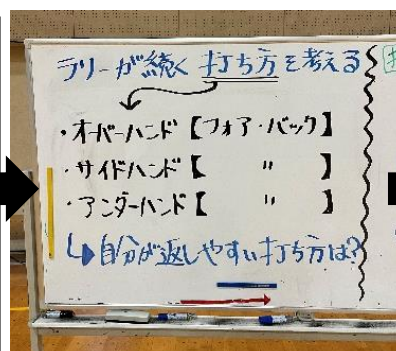 ラリーが続く打ち方を考える
・オーバーハンド【フォア・バック】
・サイドハンド【 〃 】
・アンダーハンド【 〃 】
↳自分が返しやすい打ち方は?